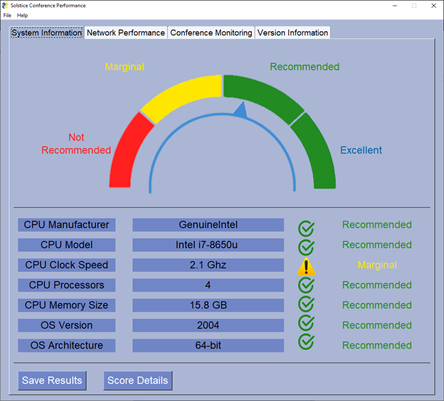 Solstice Conference Performance
File Help
System Information Network Performance Conference Monitoring Version Information
Marginal Recommended
Not
Recommended
Excellent
CPU Manufacturer GenuineIntel Recommended
CPU Model Intel i7-8650u Recommended
CPU Clock Speed 2.1 Ghz Marginal
CPU Processors 4 Recommended
CPU Memory Size 15.8 GB Recommended
OS Version 2004 Recommended
OS Architecture 64-bit Recommended
Save Results Score Details